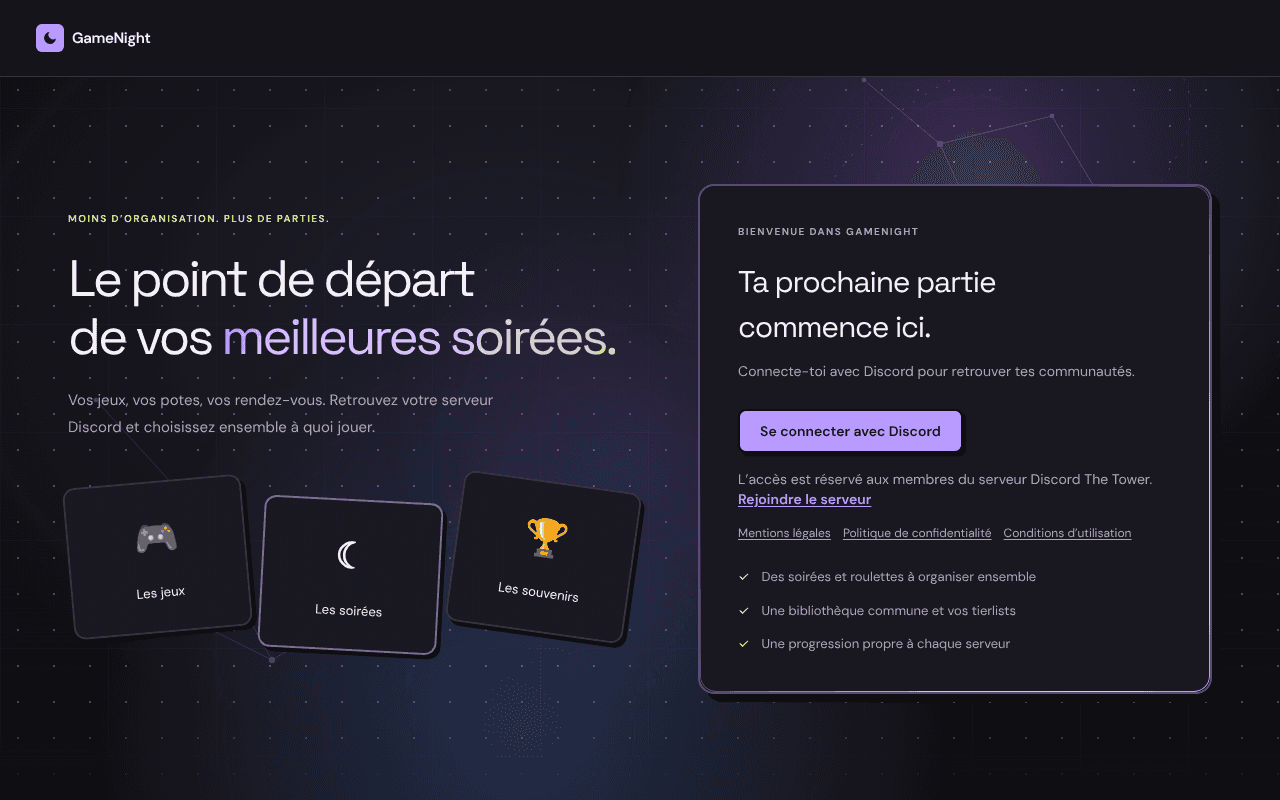 GameNight
MOINS D’ORGANISATION. PLUS DE PARTIES.
Le point de départ
de vos meilleures soirées.
Vos jeux, vos potes, vos rendez-vous. Retrouvez votre serveur
Discord et choisissez ensemble à quoi jouer.
Les jeux
Les soirées
Les souvenirs
BIENVENUE DANS GAMENIGHT
Ta prochaine partie
commence ici.
Connecte-toi avec Discord pour retrouver tes communautés.
Se connecter avec Discord
L’accès est réservé aux membres du serveur Discord The Tower.
Rejoindre le serveur
Mentions légales Politique de confidentialité Conditions d’utilisation
Des soirées et roulettes à organiser ensemble
Une bibliothèque commune et vos tierlists
Une progression propre à chaque serveur